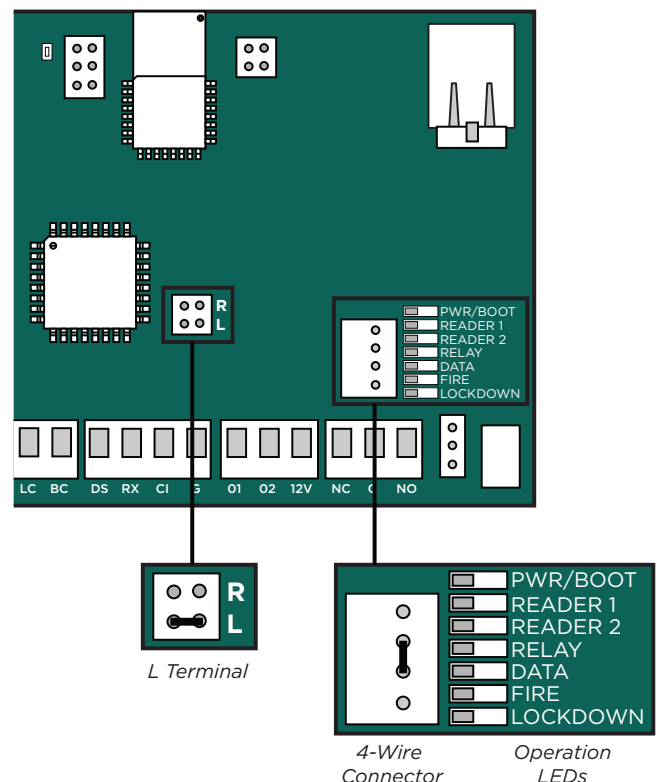 R
L
PWR/BOOT
READER 1
READER 2
RELAY
DATA
FIRE
LOCKDOWN
LC BC DS RX CI G 01 02 12V NC C NO
R
L
L Terminal
PWR/BOOT
READER 1
READER 2
RELAY
DATA
FIRE
LOCKDOWN
4-Wire
Connector
Operation
LEDs